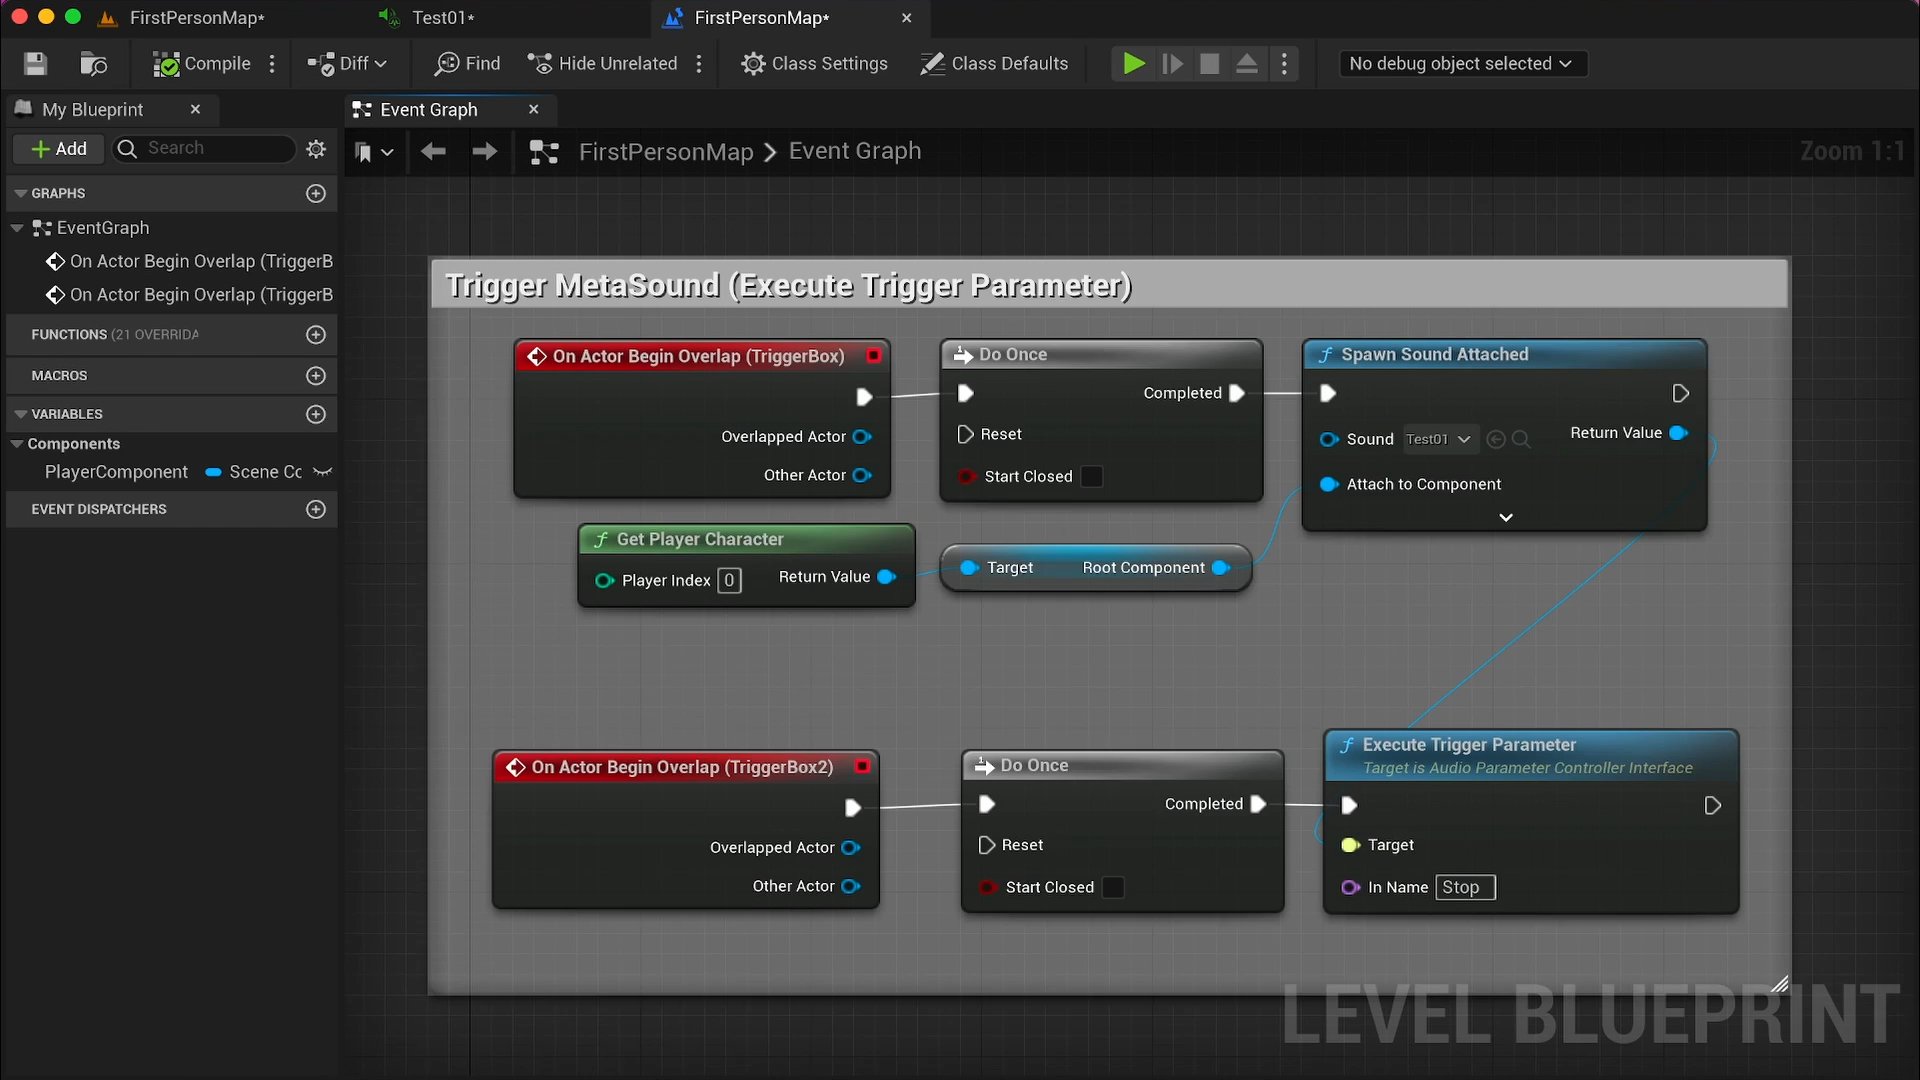 FirstPersonMap*
Test01*
FirstPersonMap*
Compile
Diff
Find
Hide Unrelated
Class Settings
Class Defaults
No debug object selected
My Blueprint
Event Graph
Add
Search
FirstPersonMap > Event Graph
Zoom 1:1
GRAPHS
EventGraph
On Actor Begin Overlap (TriggerB
On Actor Begin Overlap (TriggerB
FUNCTIONS (21 OVERRIDA
MACROS
VARIABLES
Components
PlayerComponent
Scene Cc
EVENT DISPATCHERS
Trigger MetaSound (Execute Trigger Parameter)
On Actor Begin Overlap (TriggerBox)
Overlapped Actor
Other Actor
Do Once
Completed
Reset
Start Closed
Spawn Sound Attached
Sound Test01
Return Value
Attach to Component
Get Player Character
Player Index 0
Return Value
Target
Root Component
On Actor Begin Overlap (TriggerBox2)
Overlapped Actor
Other Actor
Do Once
Completed
Reset
Start Closed
Execute Trigger Parameter
Target is Audio Parameter Controller Interface
Target
In Name Stop
LEVEL BLUEPRINT